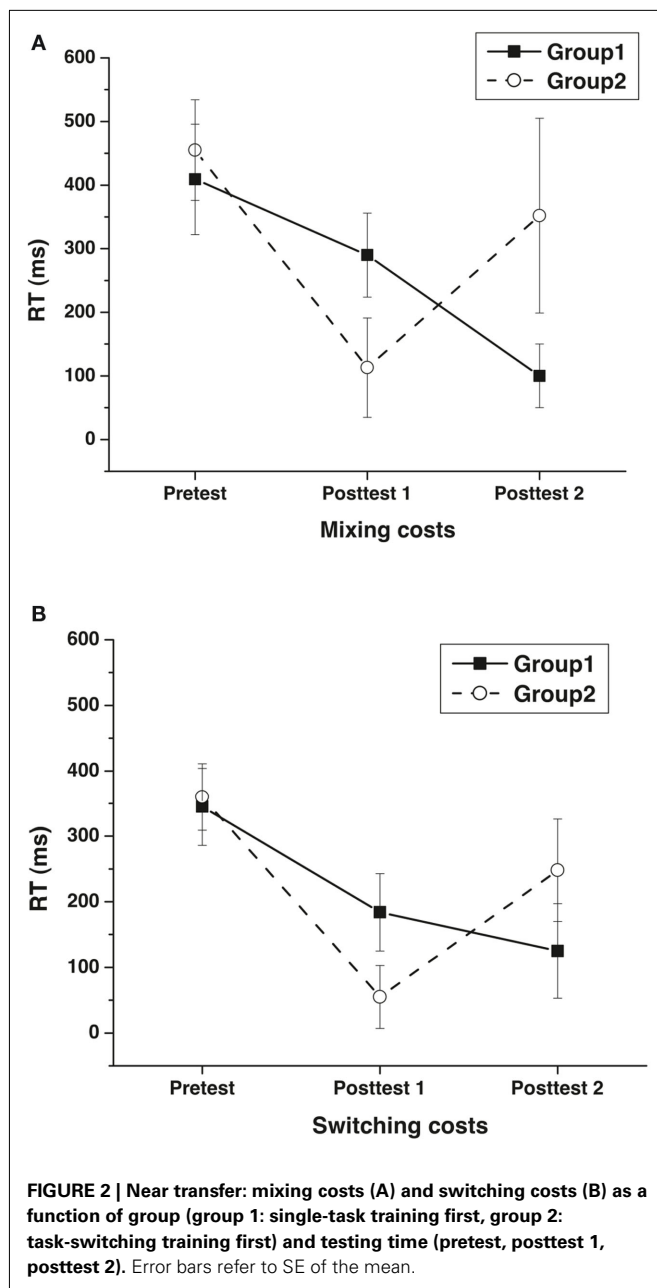 A
Group1
Group2
600
500
400
300
200
100
0
RT (ms)
Pretest Posttest 1 Posttest 2
Mixing costs
B
Group1
Group2
600
500
400
300
200
100
0
RT (ms)
Pretest Posttest 1 Posttest 2
Switching costs
FIGURE 2 | Near transfer: mixing costs (A) and switching costs (B) as a
function of group (group 1: single-task training first, group 2:
task-switching training first) and testing time (pretest, posttest 1,
posttest 2). Error bars refer to SE of the mean.